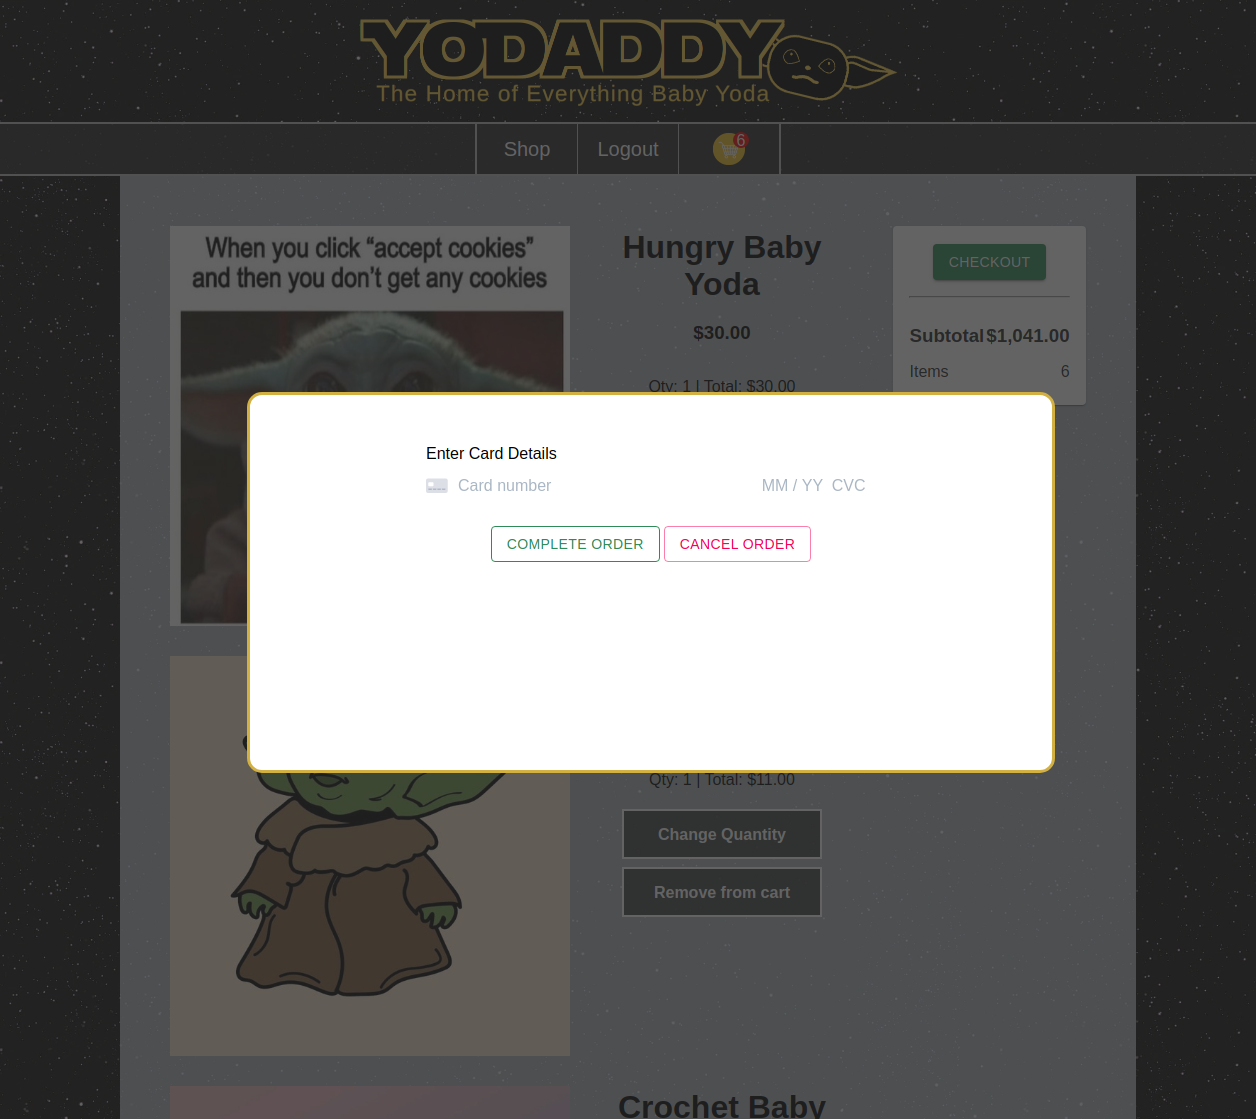 YODADDY
The Home of Everything Baby Yoda
Shop
Logout
6
When you click “accept cookies”
and then you don’t get any cookies
Hungry Baby
Yoda
$30.00
Qty: 1 | Total: $30.00
CHECKOUT
Subtotal $1,041.00
Items 6
Enter Card Details
Card number MM / YY CVC
COMPLETE ORDER
CANCEL ORDER
Qty: 1 | Total: $11.00
Change Quantity
Remove from cart
Crochet Baby